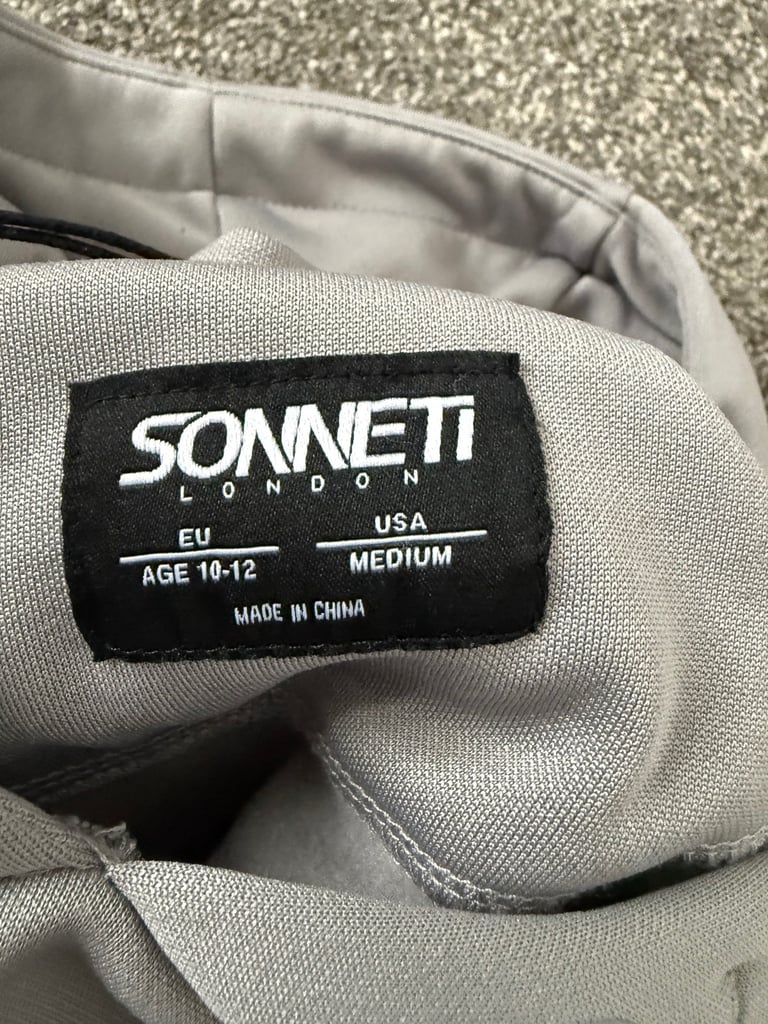 SONNETI
LONDON
EU USA
AGE 10-12 MEDIUM
MADE IN CHINA